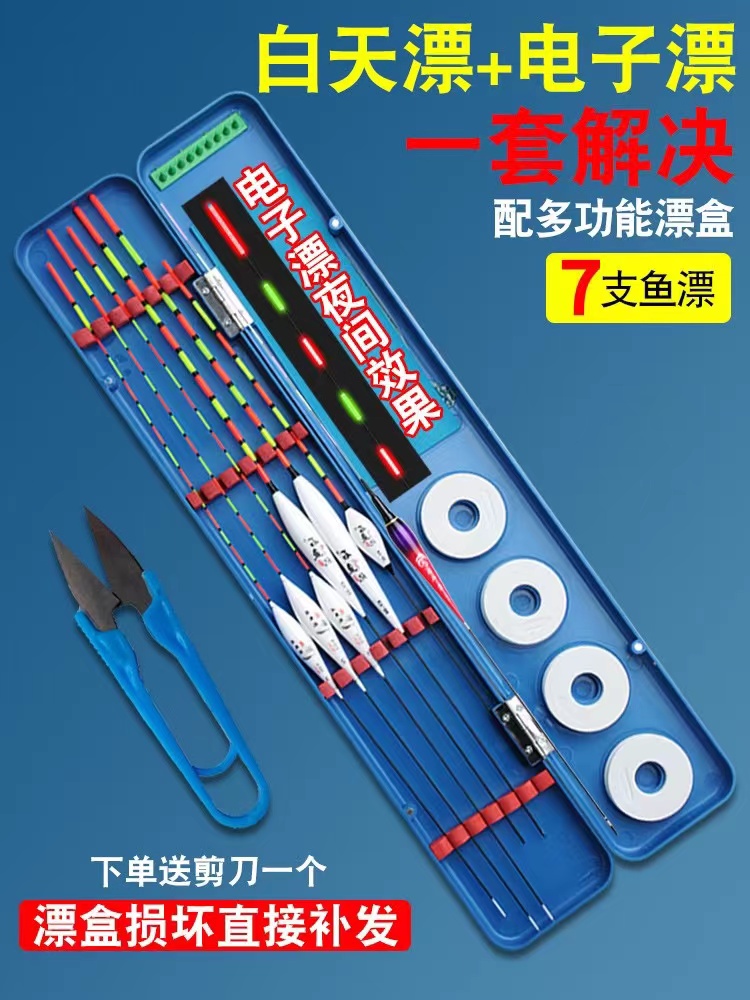 白天漂+电子漂
一套解决
配多功能漂盒
7支鱼漂
电子漂夜间效果
下单送剪刀一个
漂盒损坏直接补发